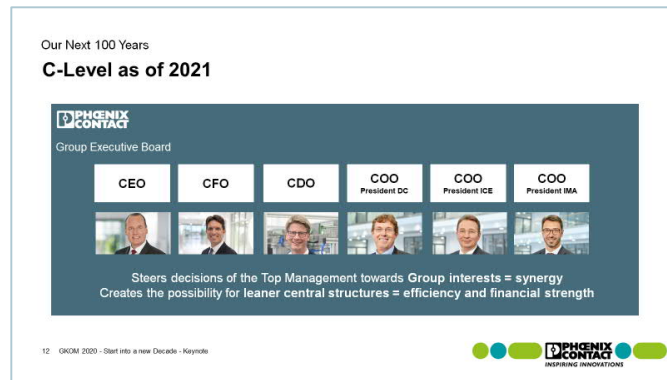 Our Next 100 Years
C-Level as of 2021
PHŒNIX
CONTACT
Group Executive Board
CEO
CFO
CDO
COO
President DC
COO
President ICE
COO
President IMA
Steers decisions of the Top Management towards Group interests = synergy
Creates the possibility for leaner central structures = efficiency and financial strength
12 GKOM 2020 - Start into a new Decade - Keynote
PHŒNIX
CONTACT
INSPIRING INNOVATIONS